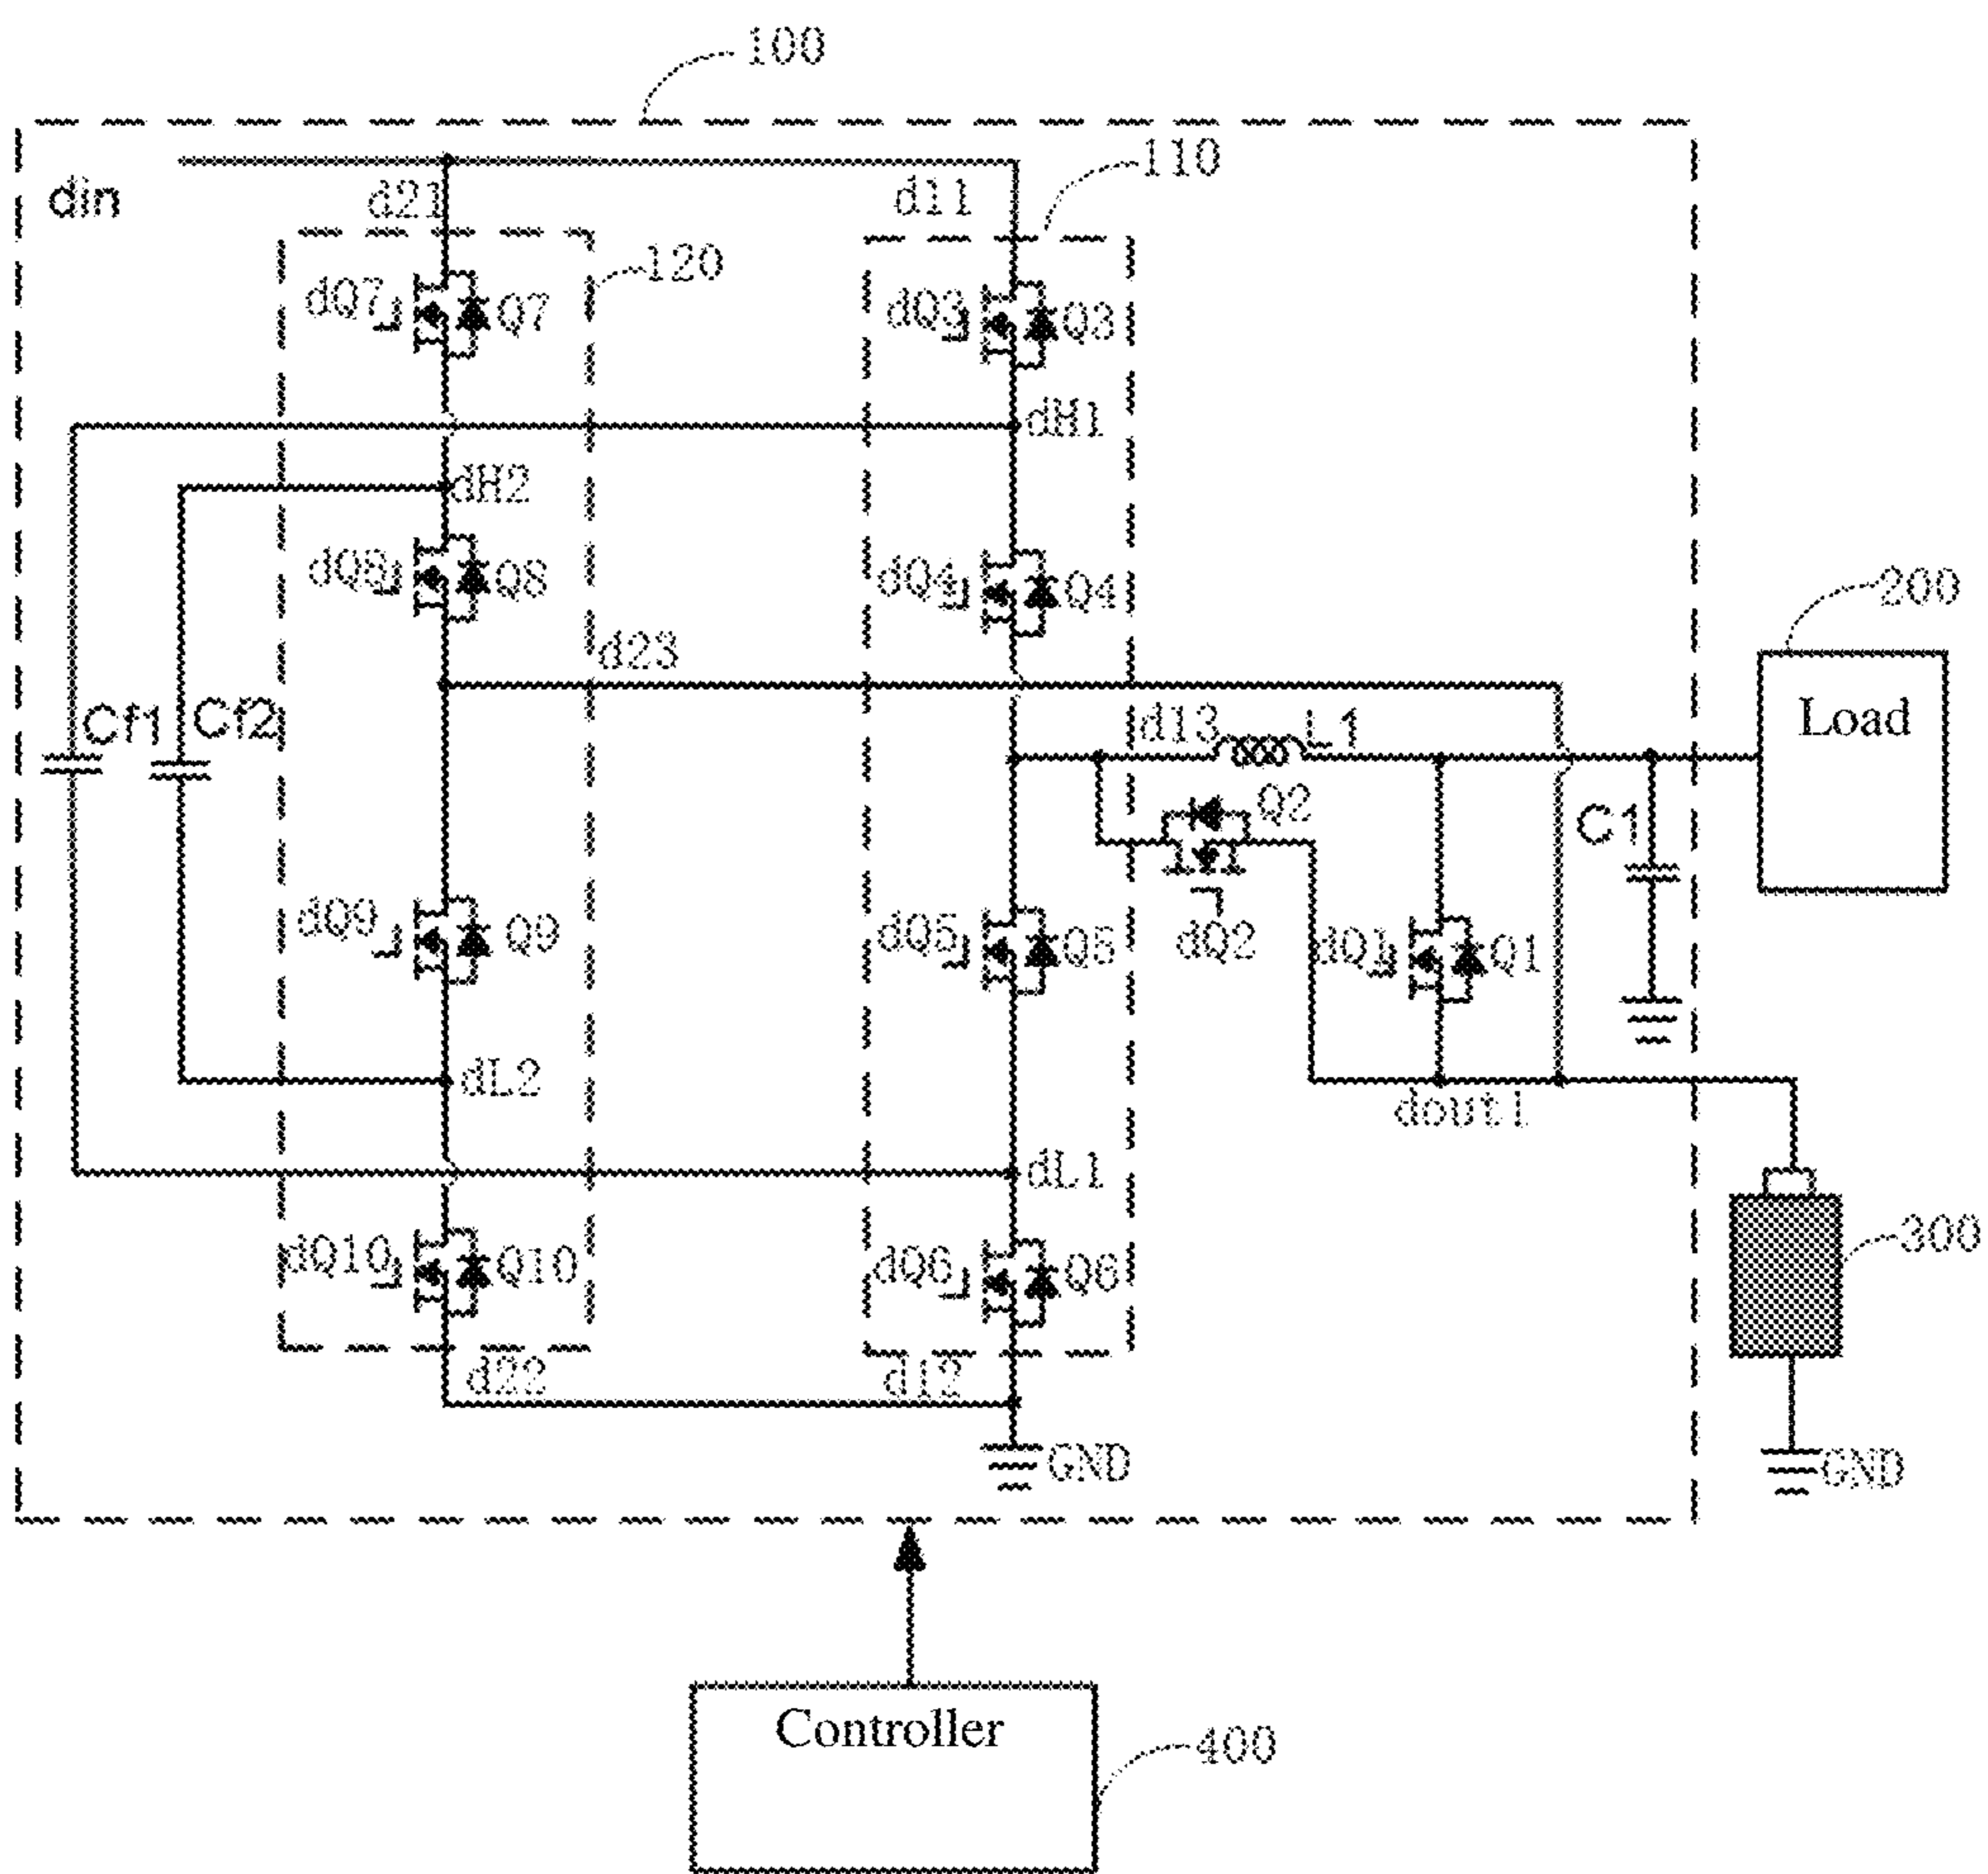 100
din
d21
d11
110
dQ7
Q7
120
dQ3
Q3
dH1
dH2
dQ8
Q8
dQ4
Q4
200
Load
d23
Cf1
Cf2
d13
L1
Q2
C1
dQ9
Q9
dQ5
Q5
dQ2
dQ1
Q1
dL2
dout1
dL1
dQ10
Q10
dQ6
Q6
300
d22
d12
GND
GND
Controller
400